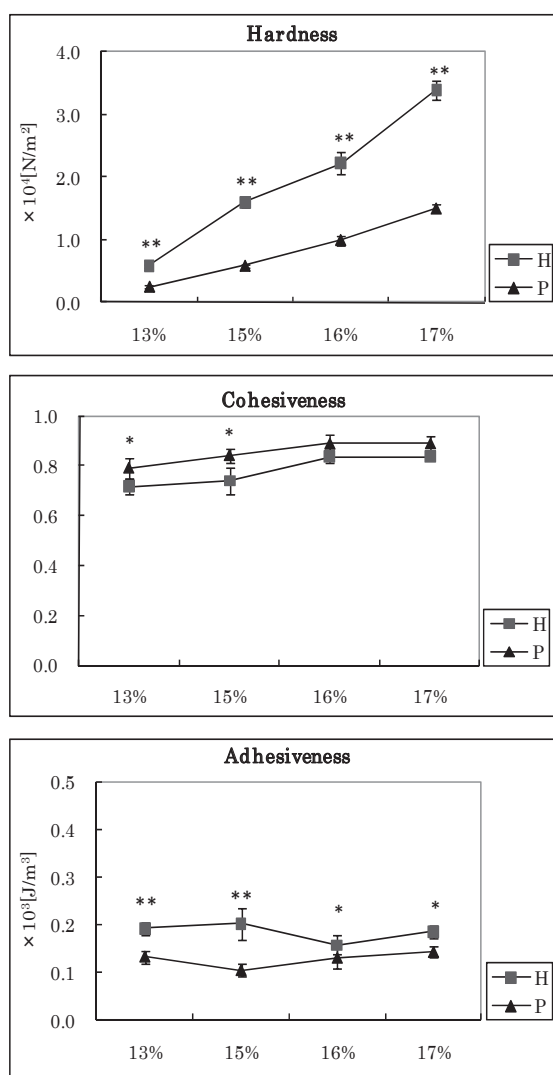 Hardness
4.0
3.0
2.0
1.0
0.0
×10⁴[N/m²]
**
**
**
**
13% 15% 16% 17%
H
P
Cohesiveness
1.0
0.8
0.6
0.4
0.2
0.0
* *
13% 15% 16% 17%
H
P
Adhesiveness
0.5
0.4
0.3
0.2
0.1
0.0
×10³[J/m³]
** ** * *
13% 15% 16% 17%
H
P